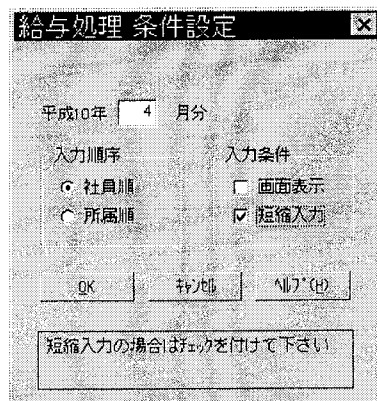 給与処理 条件設定
平成10年 4 月分
入力順序 入力条件
社員順 画面表示
所属順 短縮入力
OK ｷｬﾝｾﾙ ﾍﾙﾌﾟ(H)
短縮入力の場合はﾁｪｯｸを付けて下さい